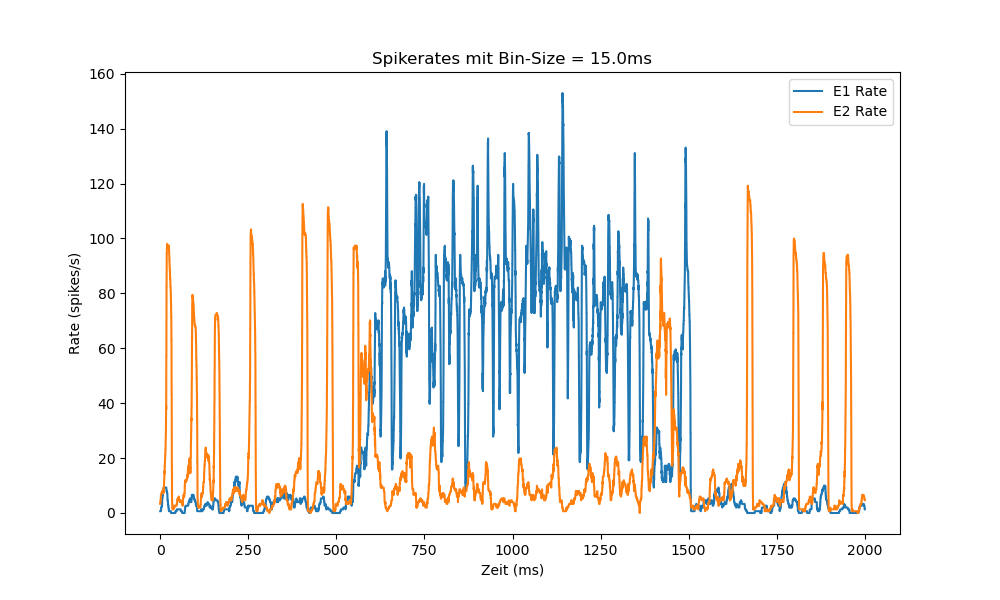 Spikerates mit Bin-Size = 15.0ms
E1 Rate
E2 Rate
Rate (spikes/s)
160
140
120
100
80
60
40
20
0
0 250 500 750 1000 1250 1500 1750 2000
Zeit (ms)